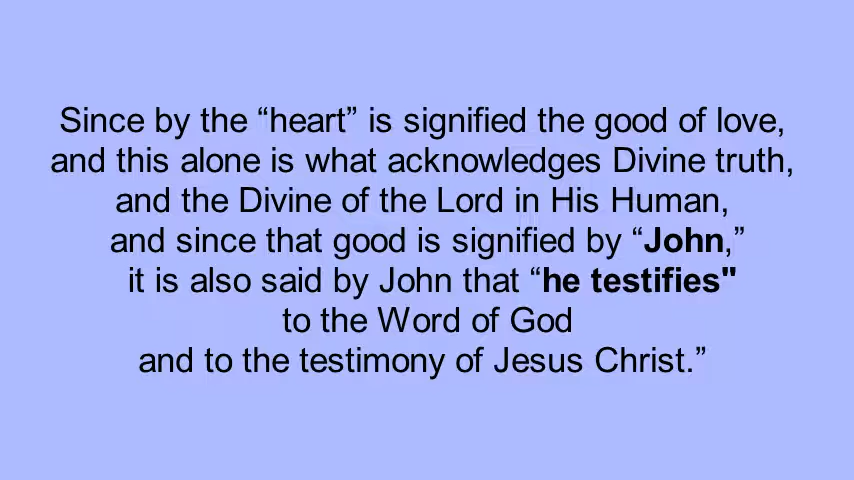 Since by the “heart” is signified the good of love,
and this alone is what acknowledges Divine truth,
and the Divine of the Lord in His Human,
and since that good is signified by “John,”
it is also said by John that “he testifies"
to the Word of God
and to the testimony of Jesus Christ.”